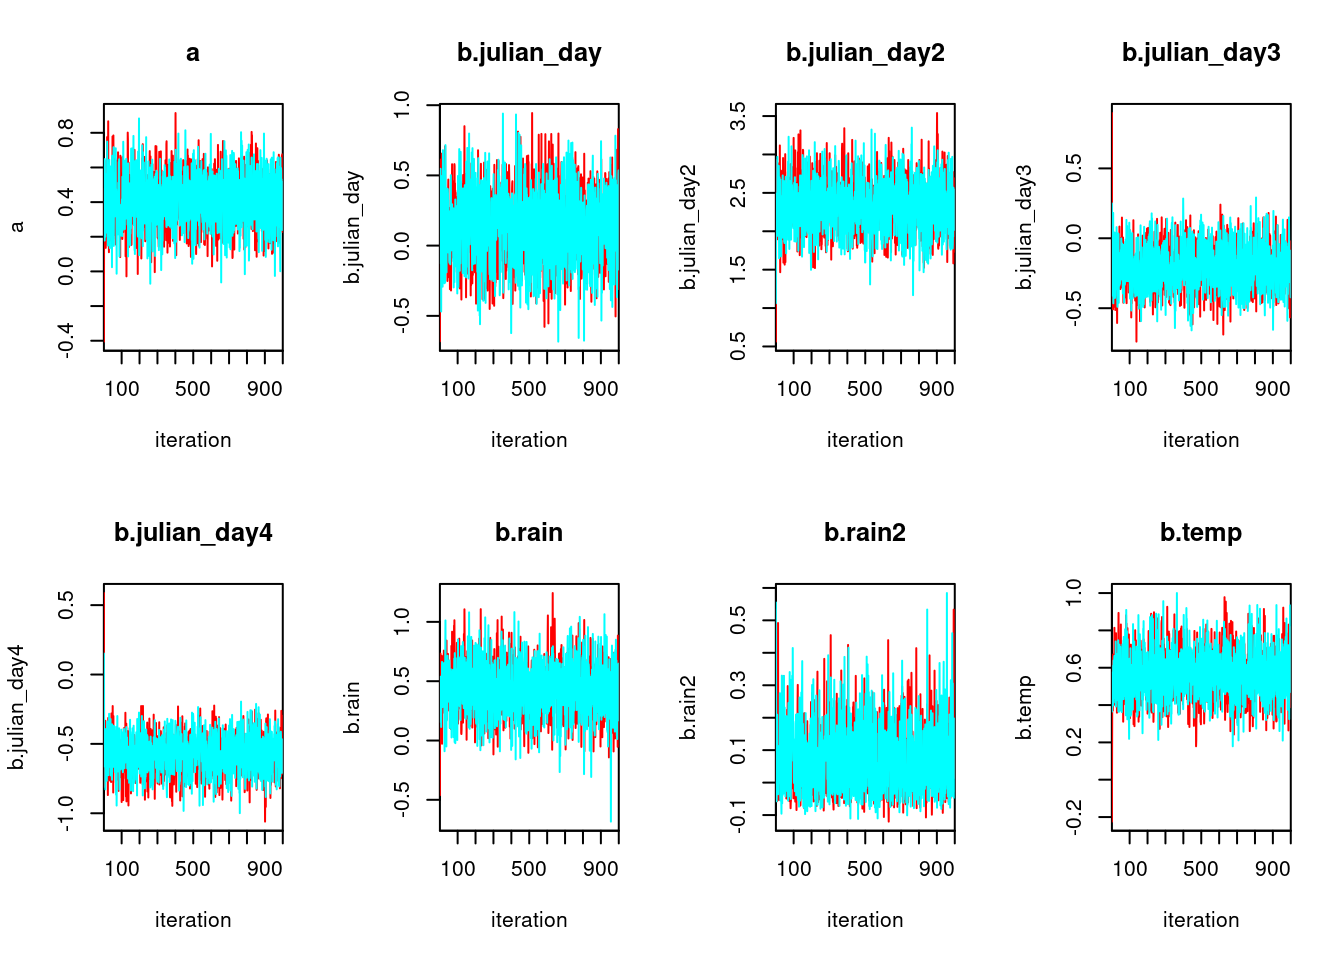 a
b.julian_day
b.julian_day2
b.julian_day3
a
-0.4 0.0 0.4 0.8
100 500 900
iteration
b.julian_day
-0.5 0.0 0.5 1.0
100 500 900
iteration
b.julian_day2
0.5 1.5 2.5 3.5
100 500 900
iteration
b.julian_day3
-0.5 0.0 0.5
100 500 900
iteration
b.julian_day4
b.rain
b.rain2
b.temp
b.julian_day4
-1.0 -0.5 0.0 0.5
100 500 900
iteration
b.rain
-0.5 0.0 0.5 1.0
100 500 900
iteration
b.rain2
-0.1 0.1 0.3 0.5
100 500 900
iteration
b.temp
-0.2 0.2 0.6 1.0
100 500 900
iteration